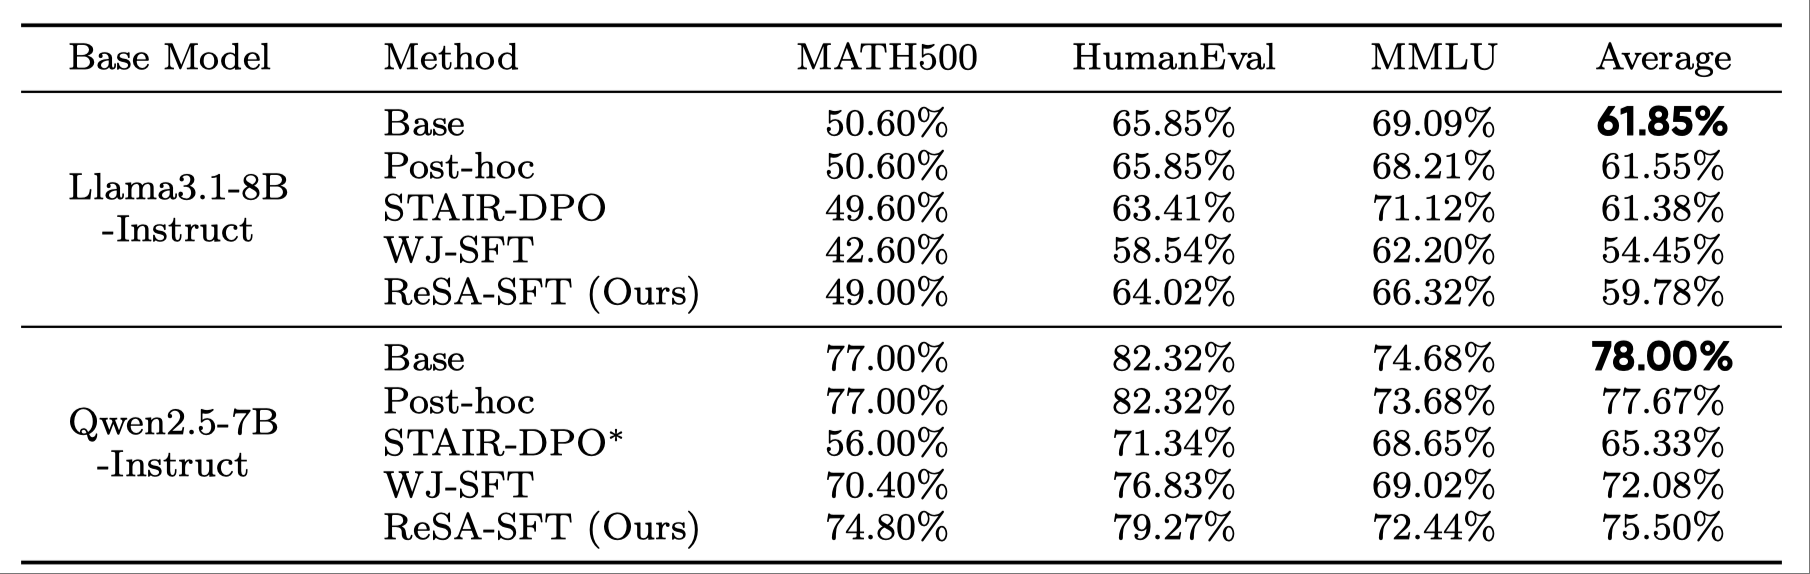 Base Model Method MATH500 HumanEval MMLU Average
Base 50.60% 65.85% 69.09% 61.85%
Post-hoc 50.60% 65.85% 68.21% 61.55%
Llama3.1-8B
-Instruct
STAIR-DPO 49.60% 63.41% 71.12% 61.38%
WJ-SFT 42.60% 58.54% 62.20% 54.45%
ReSA-SFT (Ours) 49.00% 64.02% 66.32% 59.78%
Base 77.00% 82.32% 74.68% 78.00%
Post-hoc 77.00% 82.32% 73.68% 77.67%
Qwen2.5-7B
-Instruct
STAIR-DPO* 56.00% 71.34% 68.65% 65.33%
WJ-SFT 70.40% 76.83% 69.02% 72.08%
ReSA-SFT (Ours) 74.80% 79.27% 72.44% 75.50%